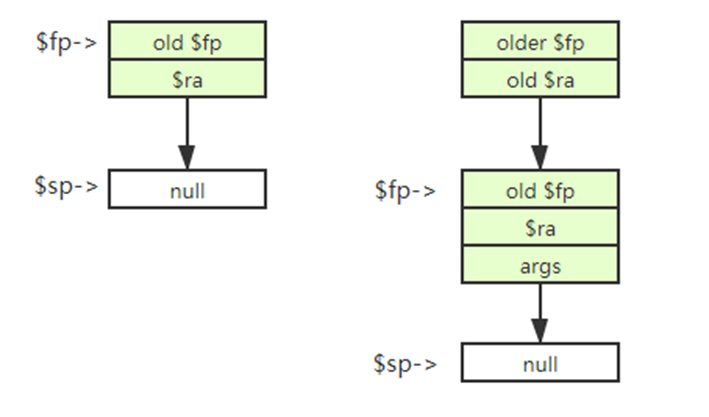 $fp-> old $fp
$ra
$sp-> null
older $fp
old $ra
$fp-> old $fp
$ra
args
$sp-> null